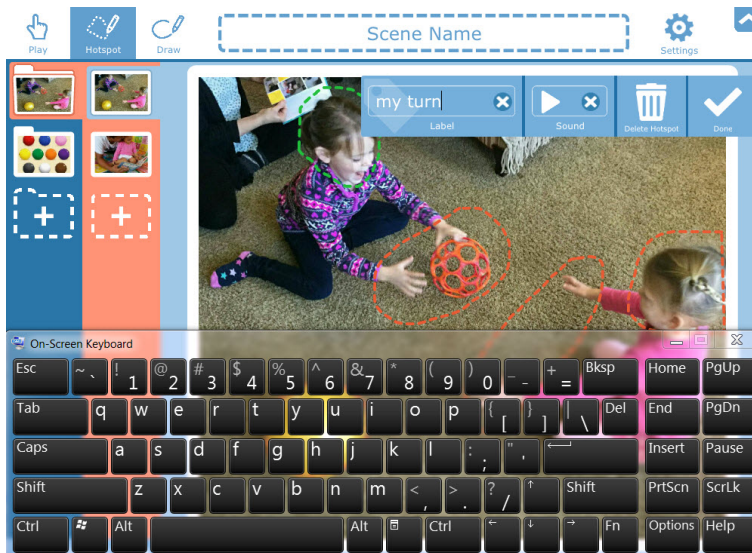 Play
Hotspot
Draw
Scene Name
Settings
my turn
Label
Sound
Delete Hotspot
Done
On-Screen Keyboard
Esc ~ ` ! 1 @ 2 # 3 $ 4 % 5 ^ 6 & 7 * 8 ( 9 ) 0 _ - + = Bksp Home PgUp
Tab q w e r t y u i o p { [ } ] | \ Del End PgDn
Caps a s d f g h j k l : ; " ' Insert Pause
Shift z x c v b n m < , > . ? / ↑ Shift PrtScn ScrLk
Ctrl Alt Alt Ctrl ← ↓ → Fn Options Help